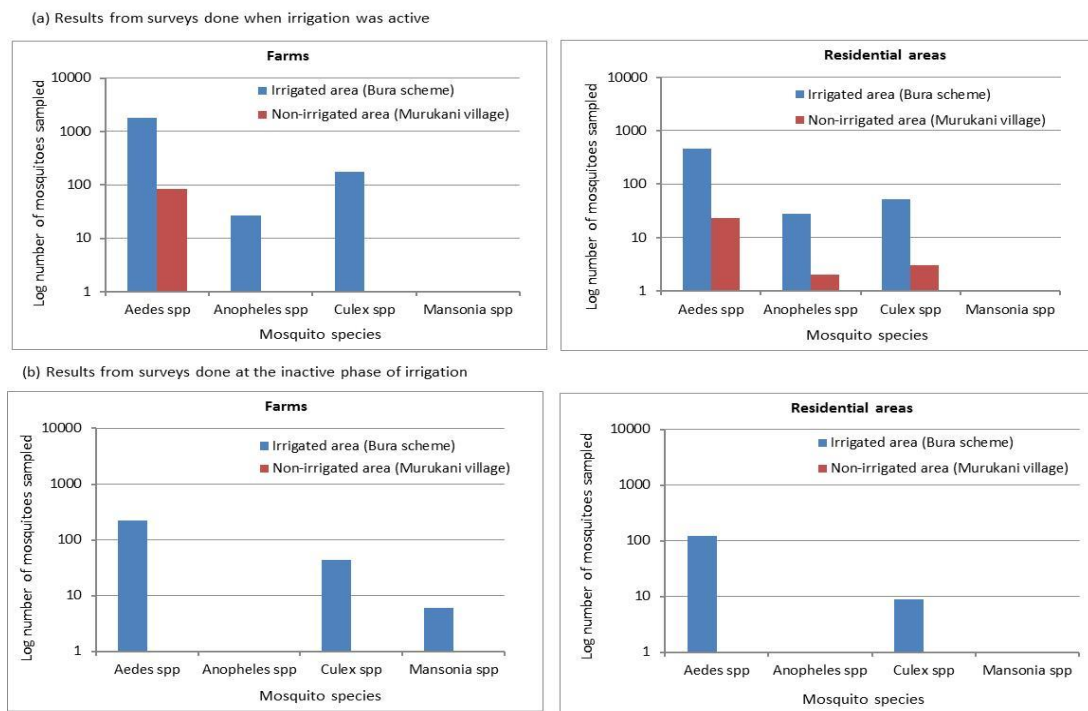 (a) Results from surveys done when irrigation was active
Farms
10000
1000
100
10
1
Log number of mosquitoes sampled
Irrigated area (Bura scheme)
Non-irrigated area (Murukani village)
Aedes spp Anopheles spp Culex spp Mansonia spp
Mosquito species
Residential areas
10000
1000
100
10
1
Log number of mosquitoes sampled
Irrigated area (Bura scheme)
Non-irrigated area (Murukani village)
Aedes spp Anopheles spp Culex spp Mansonia spp
Mosquito species
(b) Results from surveys done at the inactive phase of irrigation
Farms
10000
1000
100
10
1
Log number of mosquitoes sampled
Irrigated area (Bura scheme)
Non-irrigated area (Murukani village)
Aedes spp Anopheles spp Culex spp Mansonia spp
Mosquito species
Residential areas
10000
1000
100
10
1
Log number of mosquitoes sampled
Irrigated area (Bura scheme)
Non-irrigated area (Murukani village)
Aedes spp Anopheles spp Culex spp Mansonia spp
Mosquito species